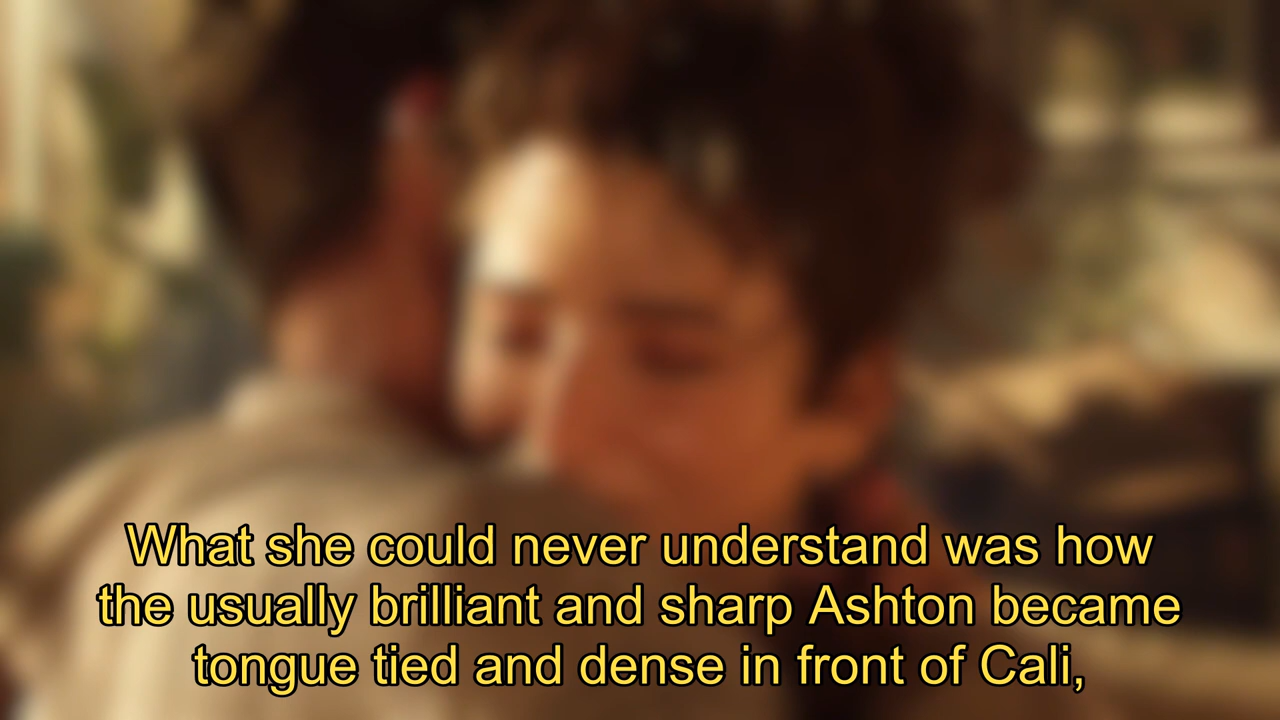 What she could never understand was how
the usually brilliant and sharp Ashton became
tongue tied and dense in front of Cali,